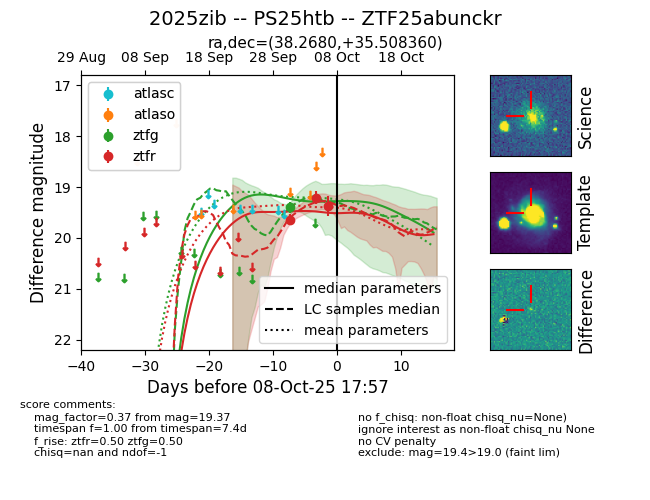 2025zib -- PS25htb -- ZTF25abunckr
ra,dec=(38.2680,+35.508360)
29 Aug 08 Sep 18 Sep 28 Sep 08 Oct 18 Oct
17
18
19
20
21
22
Difference magnitude
atlasc
atlaso
ztfg
ztfr
median parameters
LC samples median
mean parameters
−40 −30 −20 −10 0 10
Days before 08-Oct-25 17:57
Science
Template
Difference
score comments:
mag_factor=0.37 from mag=19.37
timespan f=1.00 from timespan=7.4d
f_rise: ztfr=0.50 ztfg=0.50
chisq=nan and ndof=-1
no f_chisq: non-float chisq_nu=None)
ignore interest as non-float chisq_nu None
no CV penalty
exclude: mag=19.4>19.0 (faint lim)